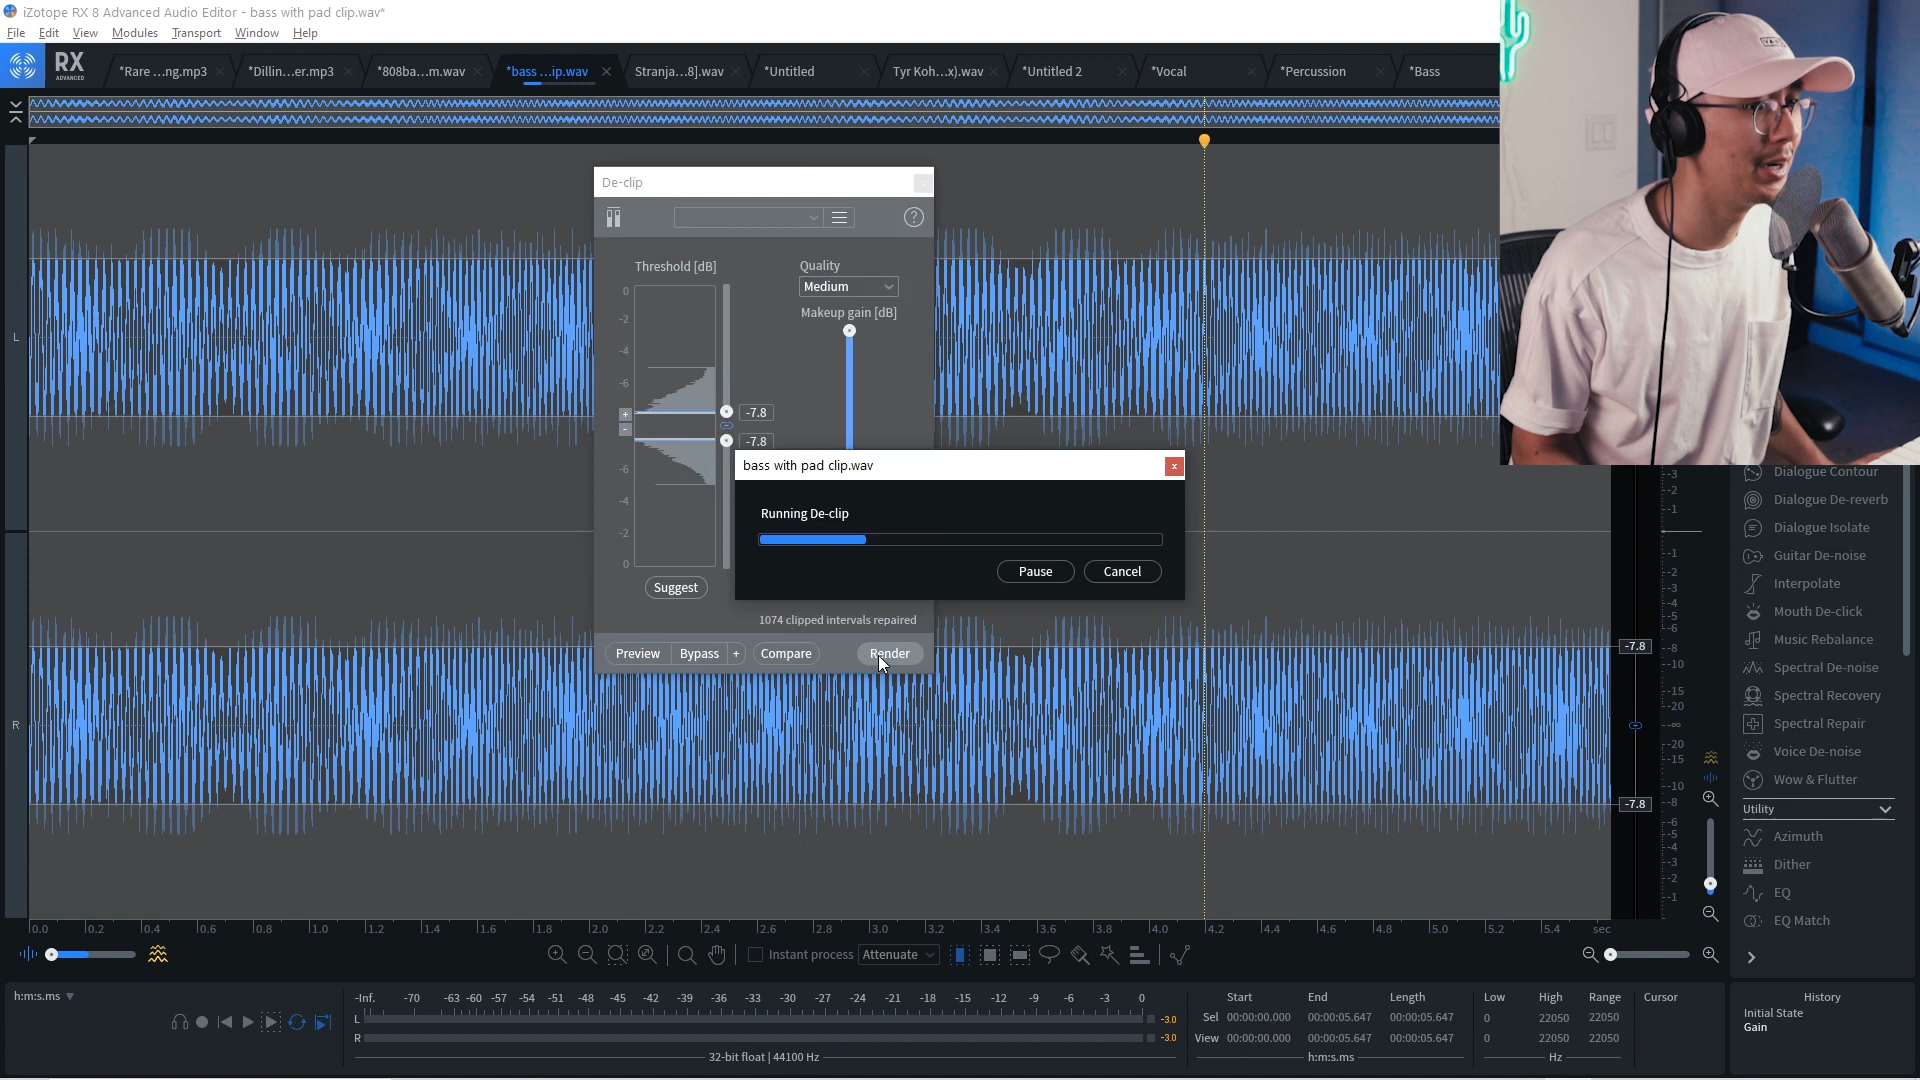 iZotope RX 8 Advanced Audio Editor - bass with pad clip.wav*
File Edit View Modules Transport Window Help
RX ADVANCED
*Rare ...ng.mp3
*Dillin...er.mp3
*808ba...m.wav
*bass ...ip.wav
Stranja...8].wav
*Untitled
Tyr Koh...x).wav
*Untitled 2
*Vocal
*Percussion
*Bass
De-clip
Threshold [dB]
Quality
Medium
Makeup gain [dB]
0
-2
-4
-6
+
-
-6
-4
-2
0
-7.8
-7.8
Suggest
1074 clipped intervals repaired
Preview Bypass + Compare Render
bass with pad clip.wav
Running De-clip
Pause Cancel
L
R
-3
-2
-1
-1
-2
-3
-4
-5
-6
-8
-10
-15
-20
-∞
-20
-15
-10
-8
-6
-5
-4
-3
-2
-1
-7.8
-7.8
Dialogue Contour
Dialogue De-reverb
Dialogue Isolate
Guitar De-noise
Interpolate
Mouth De-click
Music Rebalance
Spectral De-noise
Spectral Recovery
Spectral Repair
Voice De-noise
Wow & Flutter
Utility
Azimuth
Dither
EQ
EQ Match
0.0 0.2 0.4 0.6 0.8 1.0 1.2 1.4 1.6 1.8 2.0 2.2 2.4 2.6 2.8 3.0 3.2 3.4 3.6 3.8 4.0 4.2 4.4 4.6 4.8 5.0 5.2 5.4 sec
Instant process Attenuate
h:m:s.ms
-Inf. -70 -63 -60 -57 -54 -51 -48 -45 -42 -39 -36 -33 -30 -27 -24 -21 -18 -15 -12 -9 -6 -3 0
L -3.0
R -3.0
32-bit float | 44100 Hz
Start End Length
Sel 00:00:00.000 00:00:05.647 00:00:05.647
View 00:00:00.000 00:00:05.647 00:00:05.647
h:m:s.ms
Low High Range Cursor
0 22050 22050
0 22050 22050
Hz
History
Initial State
Gain